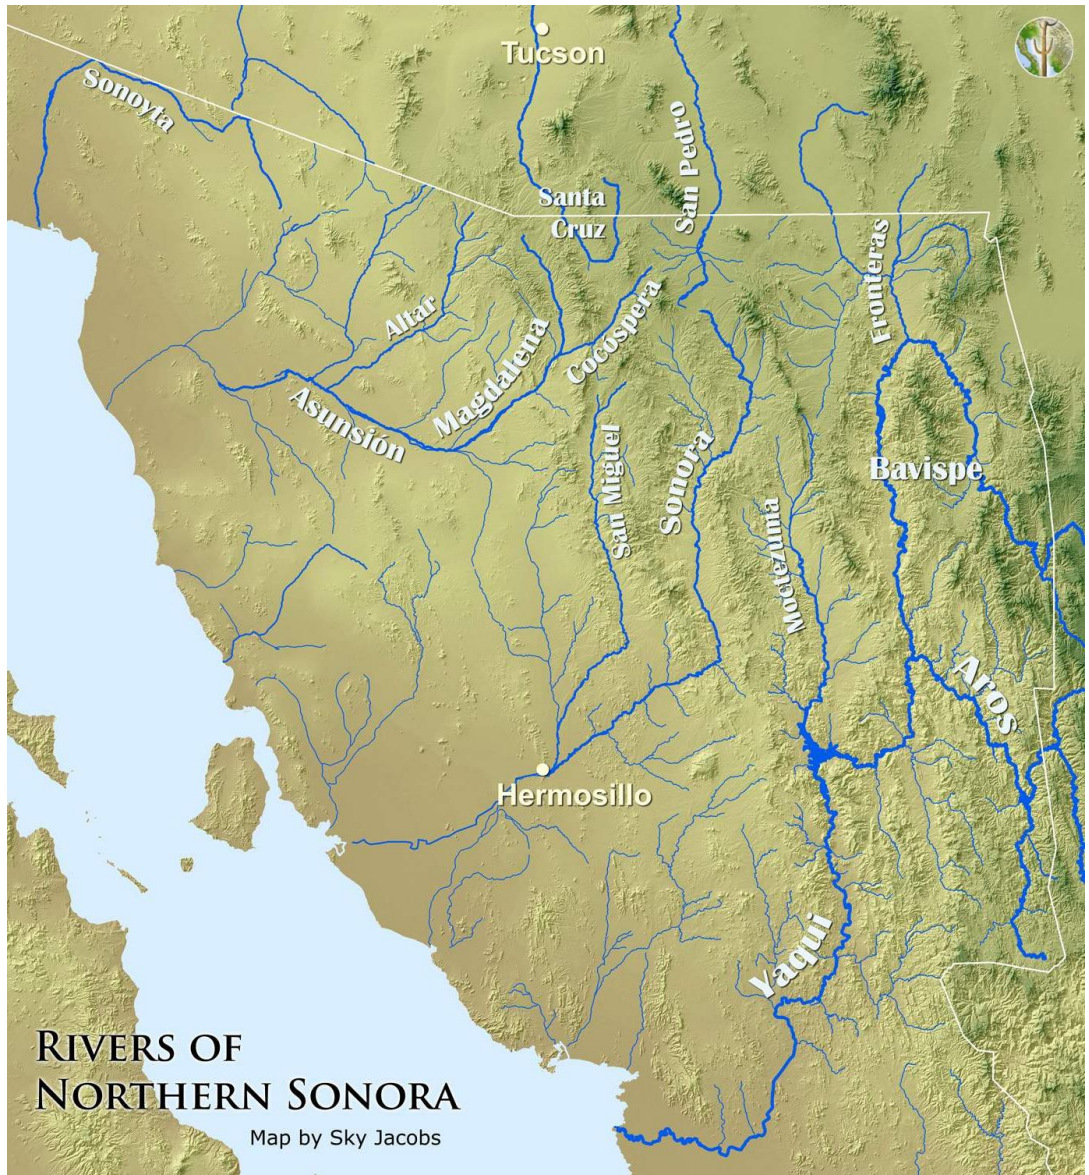 Tucson
Sonoyta
San Pedro
Santa
Cruz
Fronteras
Altar
Cocospera
Magdalena
Asunsión
San Miguel
Sonora
Bavispe
Moctezuma
Aros
Hermosillo
Yaqui
RIVERS OF
NORTHERN SONORA
Map by Sky Jacobs